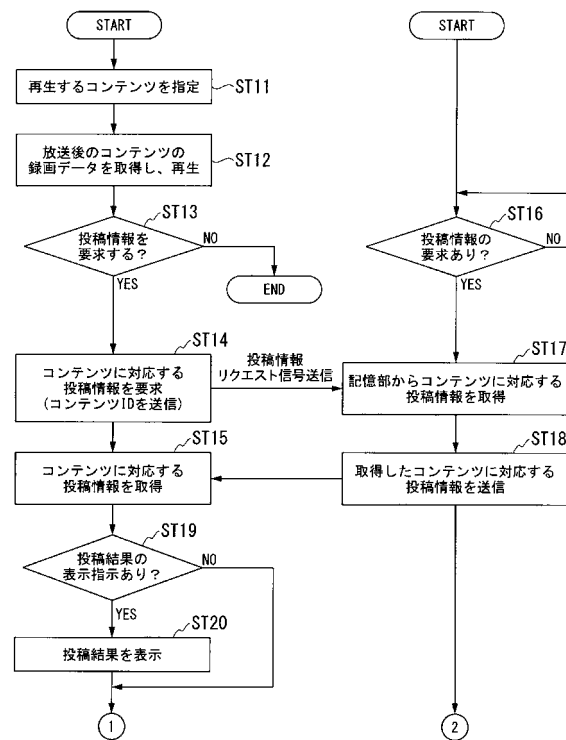 START
再生するコンテンツを指定
ST11
放送後のコンテンツの
録画データを取得し、再生
ST12
ST13
投稿情報を
要求する?
NO
YES
END
ST14
コンテンツに対応する
投稿情報を要求
(コンテンツIDを送信)
投稿情報
リクエスト信号送信
ST15
コンテンツに対応する
投稿情報を取得
ST19
投稿結果の
表示指示あり?
NO
YES
ST20
投稿結果を表示
1
START
ST16
投稿情報の
要求あり?
NO
YES
ST17
記憶部からコンテンツに対応する
投稿情報を取得
ST18
取得したコンテンツに対応する
投稿情報を送信
2